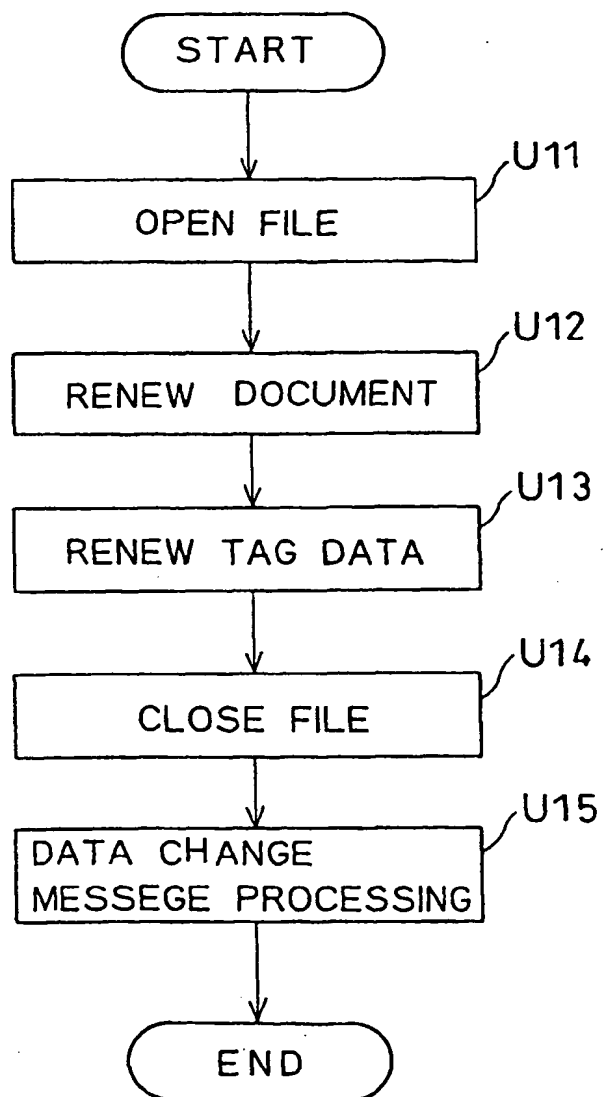 START
U11
OPEN FILE
U12
RENEW DOCUMENT
U13
RENEW TAG DATA
U14
CLOSE FILE
U15
DATA CHANGE
MESSEGE PROCESSING
END